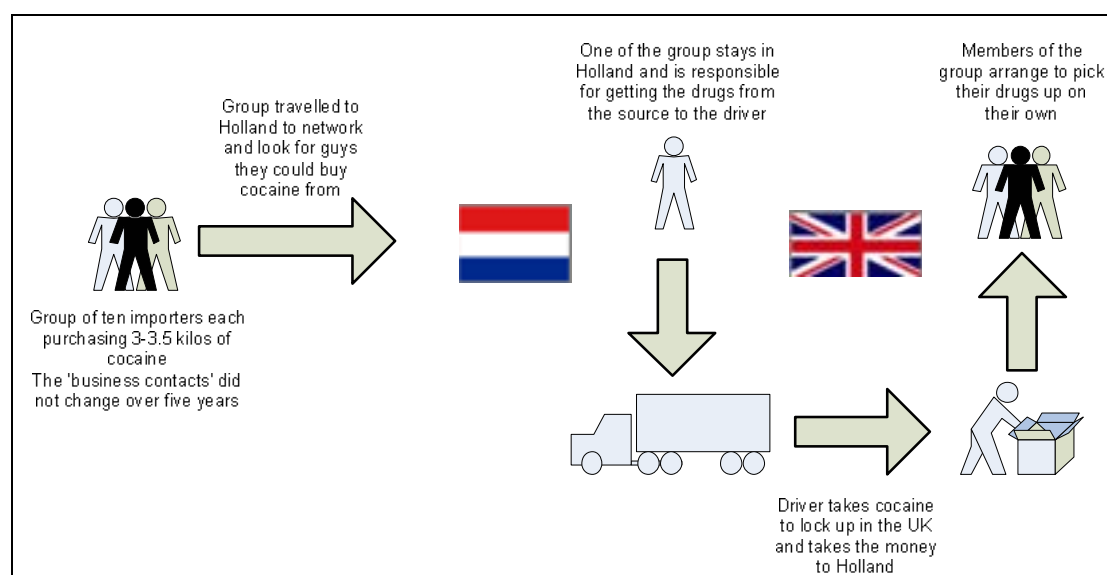 Group travelled to
Holland to network
and look for guys
they could buy
cocaine from
Group of ten importers each
purchasing 3-3.5 kilos of
cocaine
The 'business contacts' did
not change over five years
One of the group stays in
Holland and is responsible
for getting the drugs from
the source to the driver
Driver takes cocaine
to lock up in the UK
and takes the money
to Holland
Members of the
group arrange to pick
their drugs up on
their own